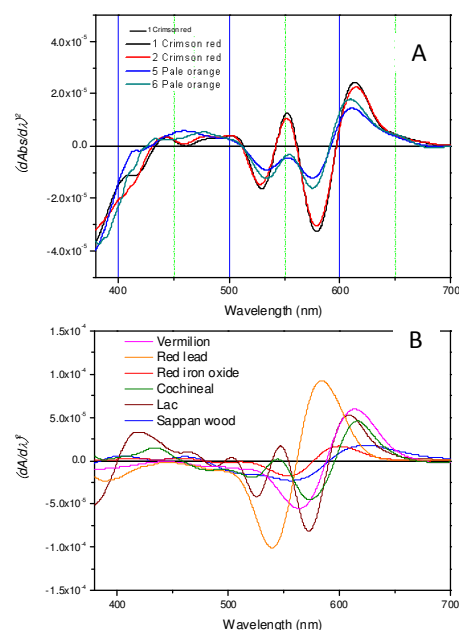 A
1 Crimson red
1 Crimson red
2 Crimson red
5 Pale orange
6 Pale orange
4.0x10⁻⁵
2.0x10⁻⁵
0.0
-2.0x10⁻⁵
-4.0x10⁻⁵
(dAbs/dλ)²
400 500 600 700
Wavelength (nm)
B
Vermilion
Red lead
Red iron oxide
Cochineal
Lac
Sappan wood
1.5x10⁻⁴
1.0x10⁻⁴
5.0x10⁻⁵
0.0
-5.0x10⁻⁵
-1.0x10⁻⁴
-1.5x10⁻⁴
(dA/dλ)²
400 500 600 700
Wavelength (nm)